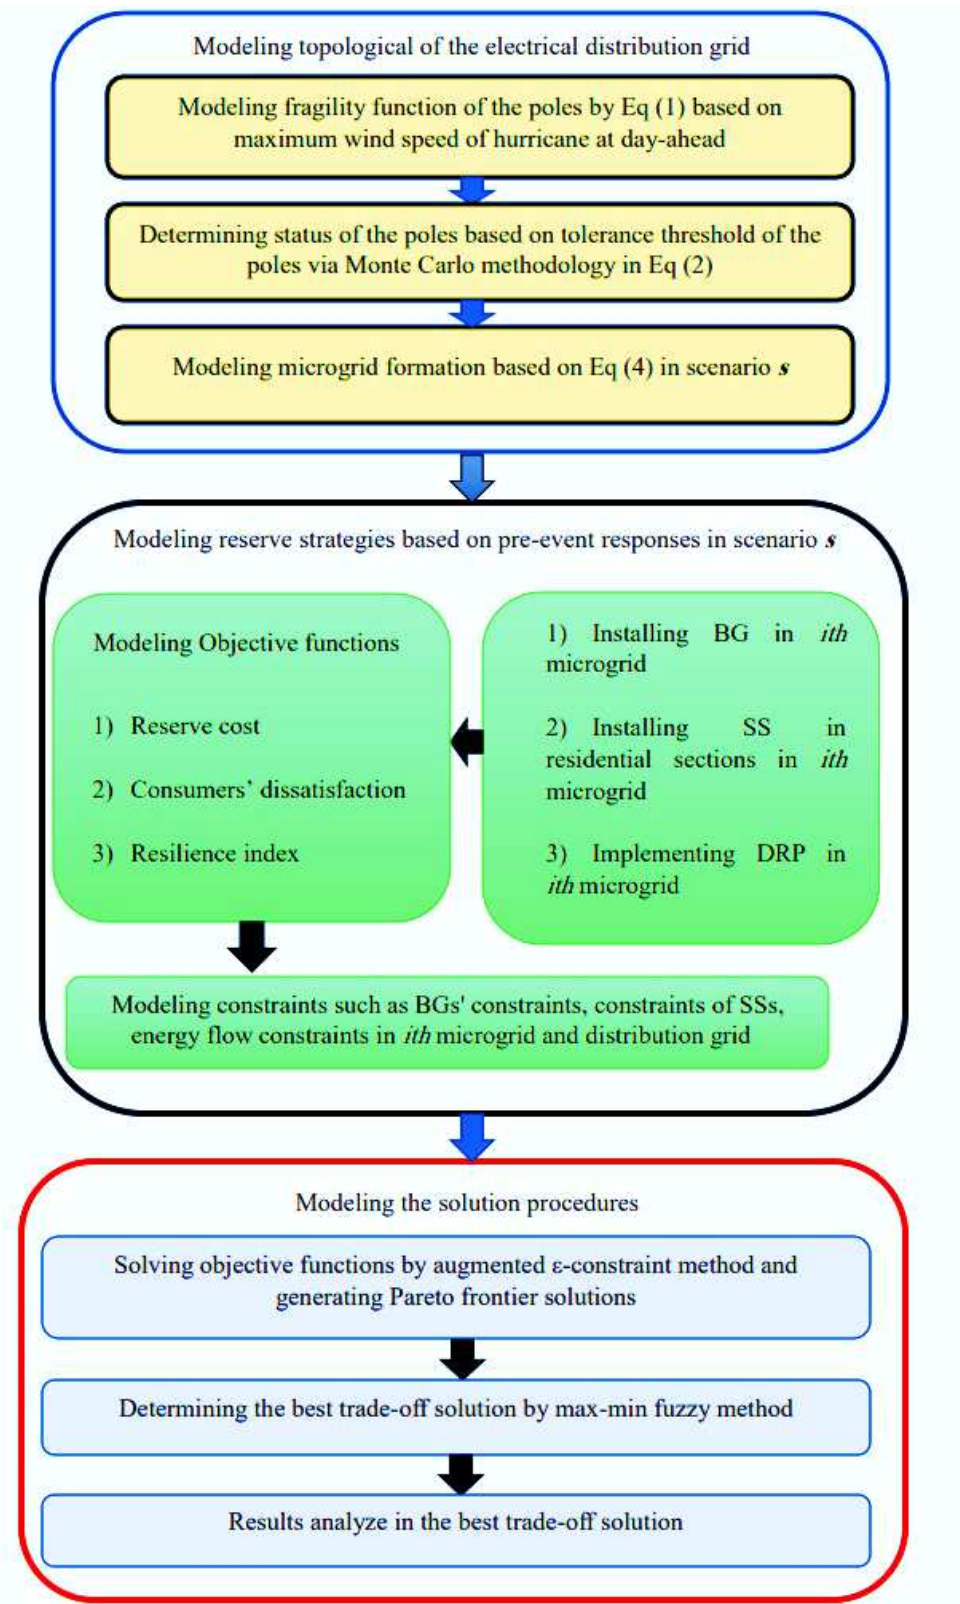 Modeling topological of the electrical distribution grid
Modeling fragility function of the poles by Eq (1) based on
maximum wind speed of hurricane at day-ahead
Determining status of the poles based on tolerance threshold of the
poles via Monte Carlo methodology in Eq (2)
Modeling microgrid formation based on Eq (4) in scenario s
Modeling reserve strategies based on pre-event responses in scenario s
Modeling Objective functions
1) Reserve cost
2) Consumers’ dissatisfaction
3) Resilience index
1) Installing BG in ith
microgrid
2) Installing SS in
residential sections in ith
microgrid
3) Implementing DRP in
ith microgrid
Modeling constraints such as BGs' constraints, constraints of SSs,
energy flow constraints in ith microgrid and distribution grid
Modeling the solution procedures
Solving objective functions by augmented ε-constraint method and
generating Pareto frontier solutions
Determining the best trade-off solution by max-min fuzzy method
Results analyze in the best trade-off solution